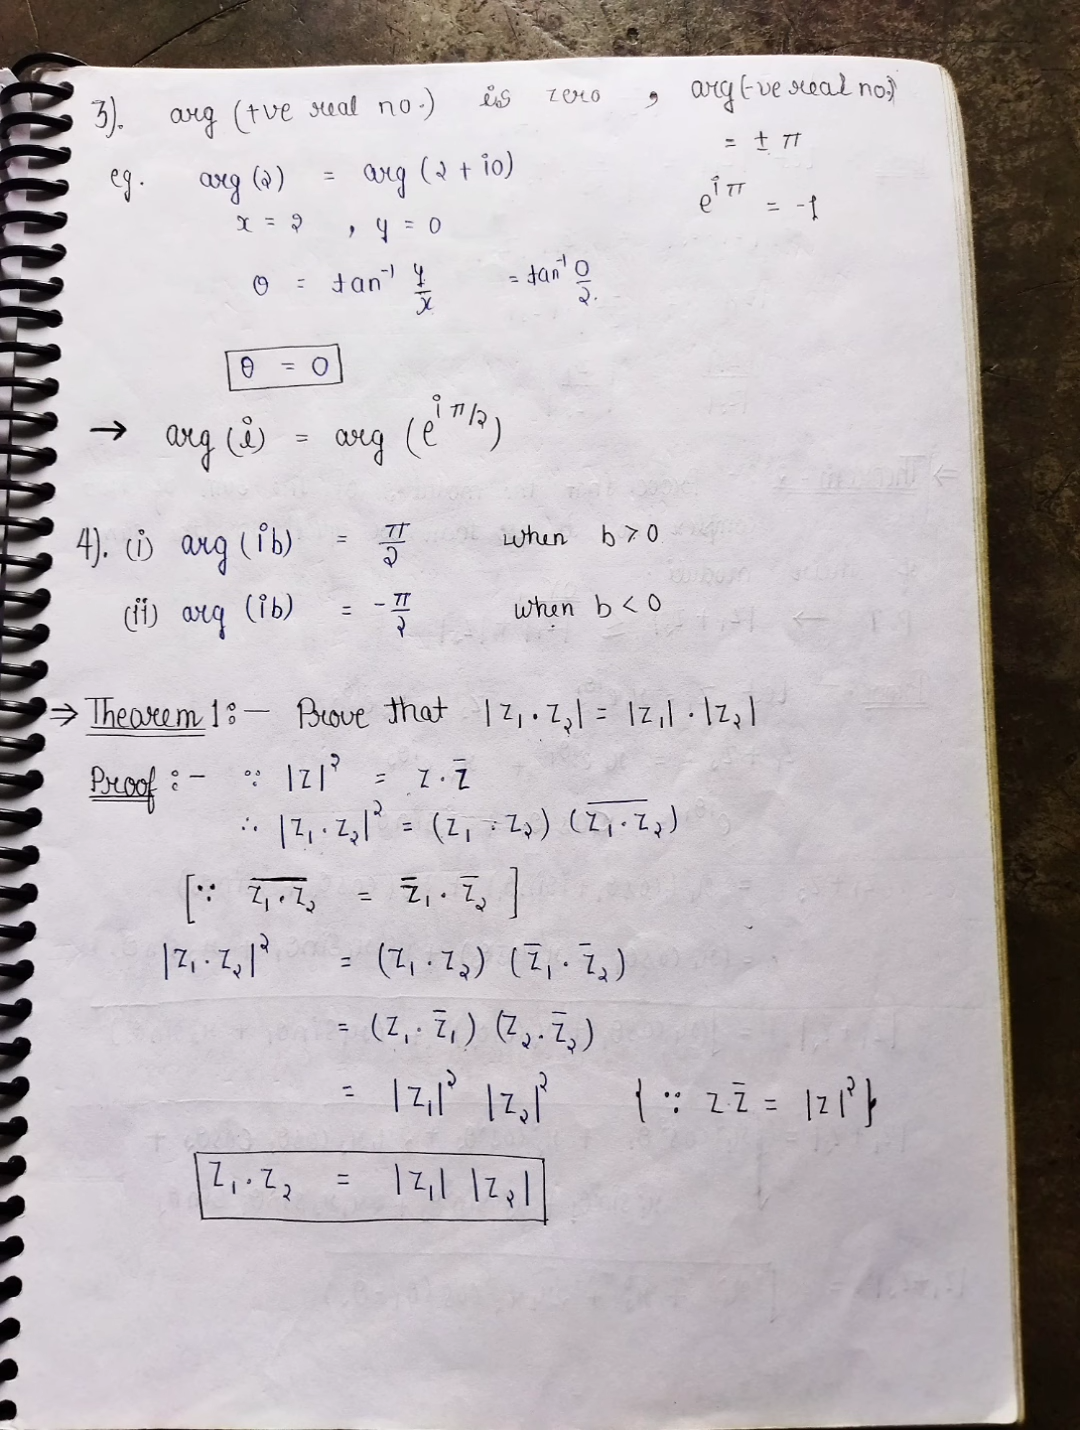 3). arg (+ve real no.) is zero , arg (-ve real no.)
= ± π
eg. arg (2) = arg (2 + i0)
e^{iπ} = -1
x = 2 , y = 0
θ = tan⁻¹ y/x = tan⁻¹ 0/2.
θ = 0
→ arg (i) = arg (e^{iπ/2})
4). (i) arg (ib) = π/2 when b > 0
(ii) arg (ib) = -π/2 when b < 0
⇒ Thearem 1:- Prove that |z₁ . z₂| = |z₁| . |z₂|
Proof :- ∵ |z|² = z . z̄
∴ |z₁ . z₂|² = (z₁ . z₂) (\overline{z₁ . z₂})
[∵ \overline{z₁ . z₂} = z̄₁ . z̄₂ ]
|z₁ . z₂|² = (z₁ . z₂) (z̄₁ . z̄₂)
= (z₁ . z̄₁) (z₂ . z̄₂)
= |z₁|² |z₂|² { ∵ z.z̄ = |z|² }
z₁ . z₂ = |z₁| |z₂|